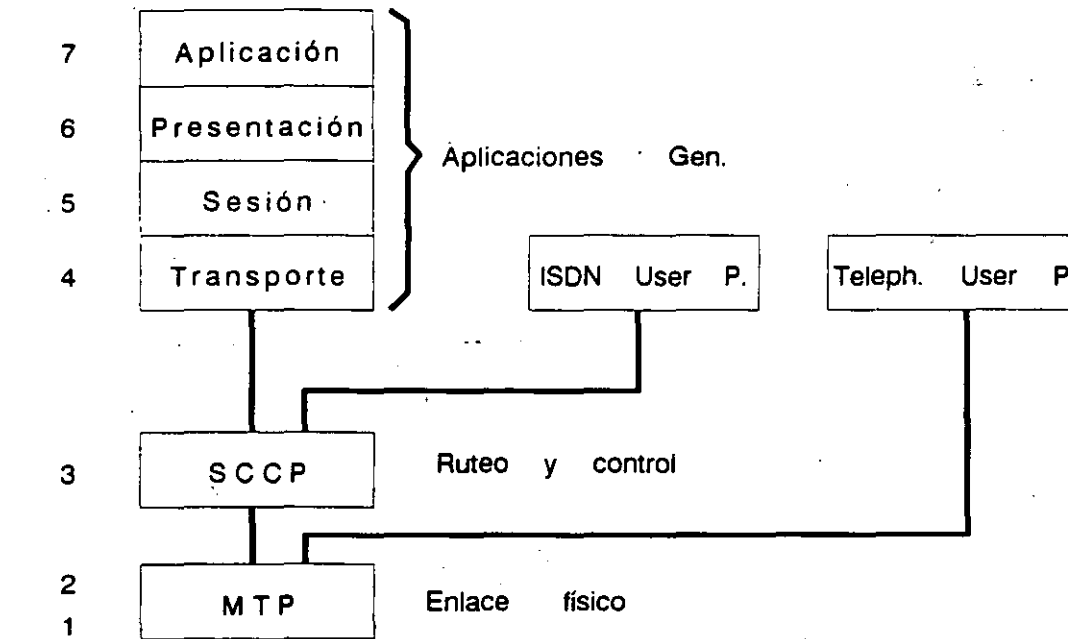 7 Aplicación
6 Presentación
Aplicaciones Gen.
5 Sesión
4 Transporte
ISDN User P.
Teleph. User P
3 SCCP
Ruteo y control
2
MTP
Enlace físico
1